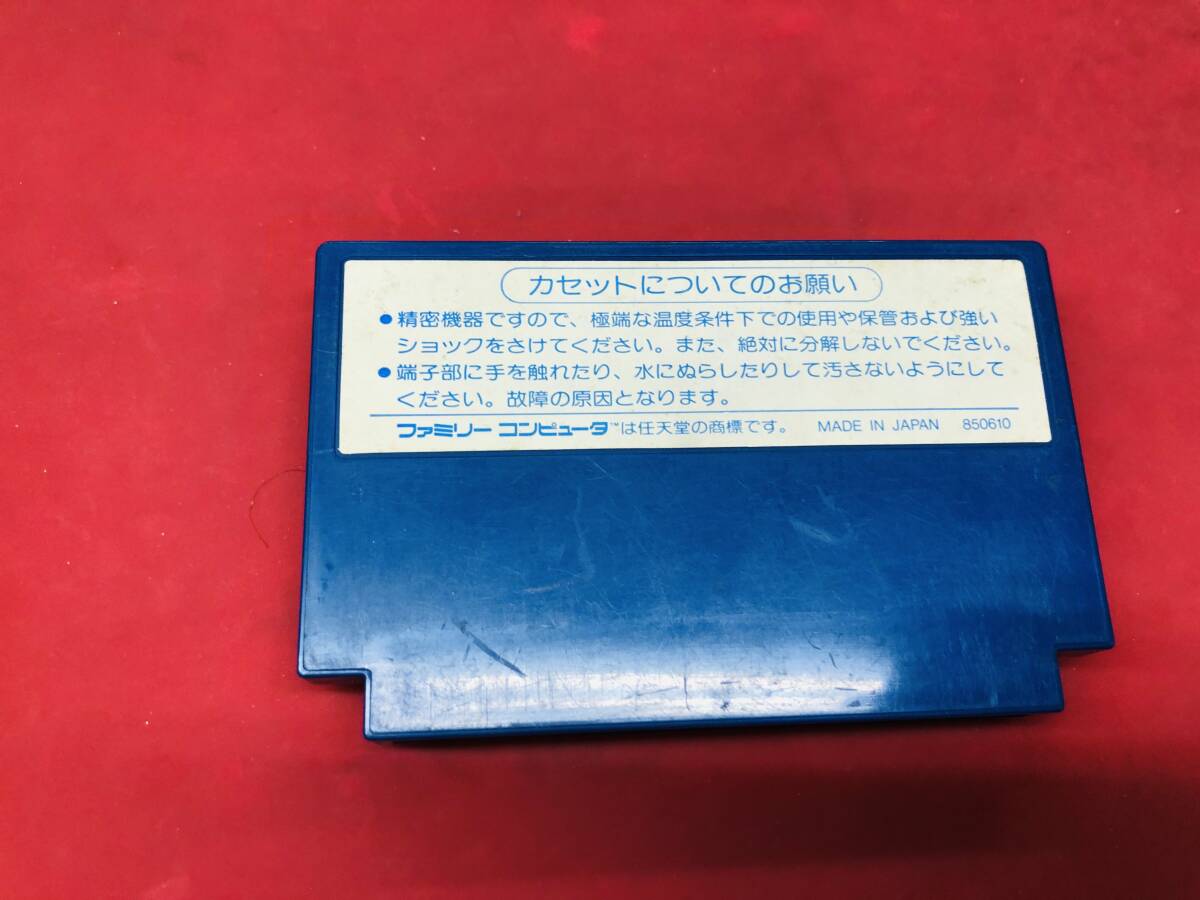 カセットについてのお願い
●精密機器ですので、極端な温度条件下での使用や保管および強い
ショックをさけてください。また、絶対に分解しないでください。
●端子部に手を触れたり、水にぬらしたりして汚さないようにして
ください。故障の原因となります。
ファミリー コンピュータ™は任天堂の商標です。 MADE IN JAPAN 850610